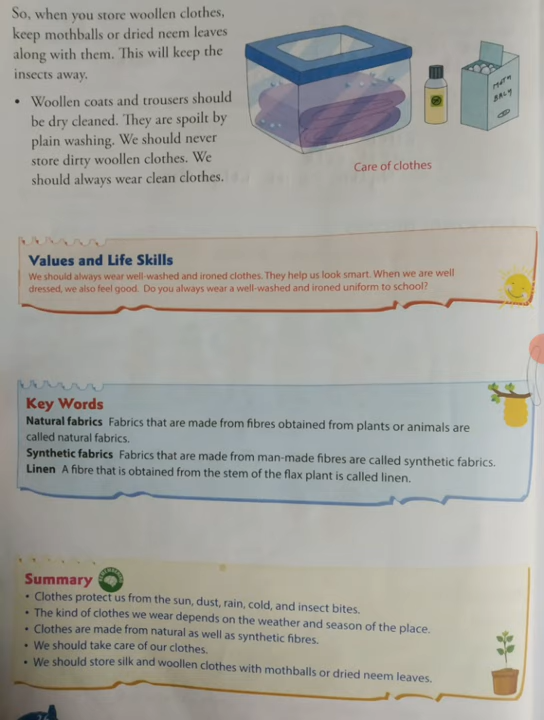 So, when you store woollen clothes,
keep mothballs or dried neem leaves
along with them. This will keep the
insects away.
• Woollen coats and trousers should
be dry cleaned. They are spoilt by
plain washing. We should never
store dirty woollen clothes. We
should always wear clean clothes.
MOTH
Care of clothes
Values and Life Skills
We should always wear well-washed and ironed clothes. They help us look smart. When we are well
dressed, we also feel good. Do you always wear a well-washed and ironed uniform to school?
Key Words
Natural fabrics Fabrics that are made from fibres obtained from plants or animals are
called natural fabrics.
Synthetic fabrics Fabrics that are made from man-made fibres are called synthetic fabrics.
Linen A fibre that is obtained from the stem of the flax plant is called linen.
Summary
• Clothes protect us from the sun, dust, rain, cold, and insect bites.
• The kind of clothes we wear depends on the weather and season of the place.
• Clothes are made from natural as well as synthetic fibres.
• We should take care of our clothes.
• We should store silk and woollen clothes with mothballs or dried neem leaves.